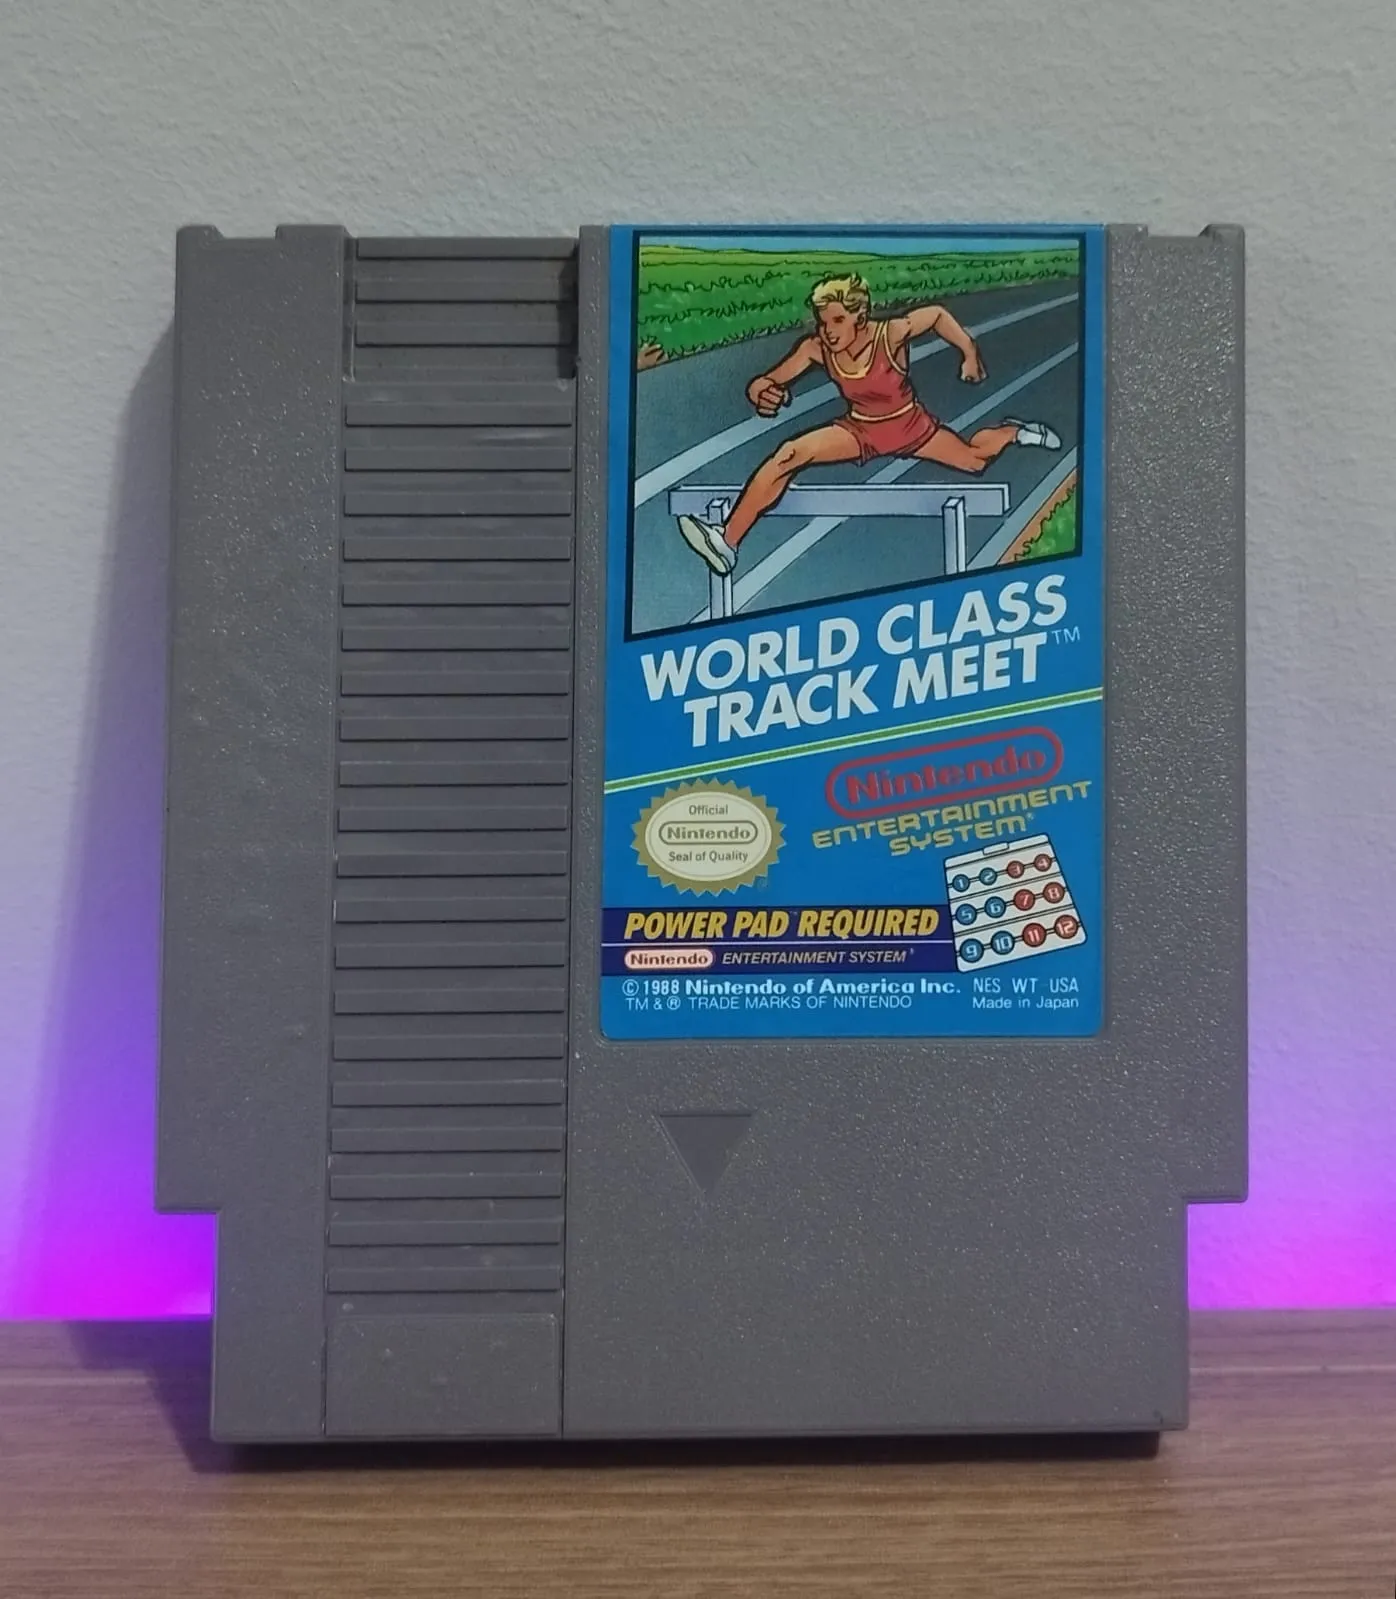 WORLD CLASS
TRACK MEET™
Nintendo
ENTERTAINMENT
SYSTEM®
Official
Nintendo
Seal of Quality
®
1 2 3 4
5 6 7 8
9 10 11 12
POWER PAD REQUIRED
Nintendo ENTERTAINMENT SYSTEM®
© 1988 Nintendo of America Inc. NES WT USA
TM & ® TRADE MARKS OF NINTENDO Made in Japan